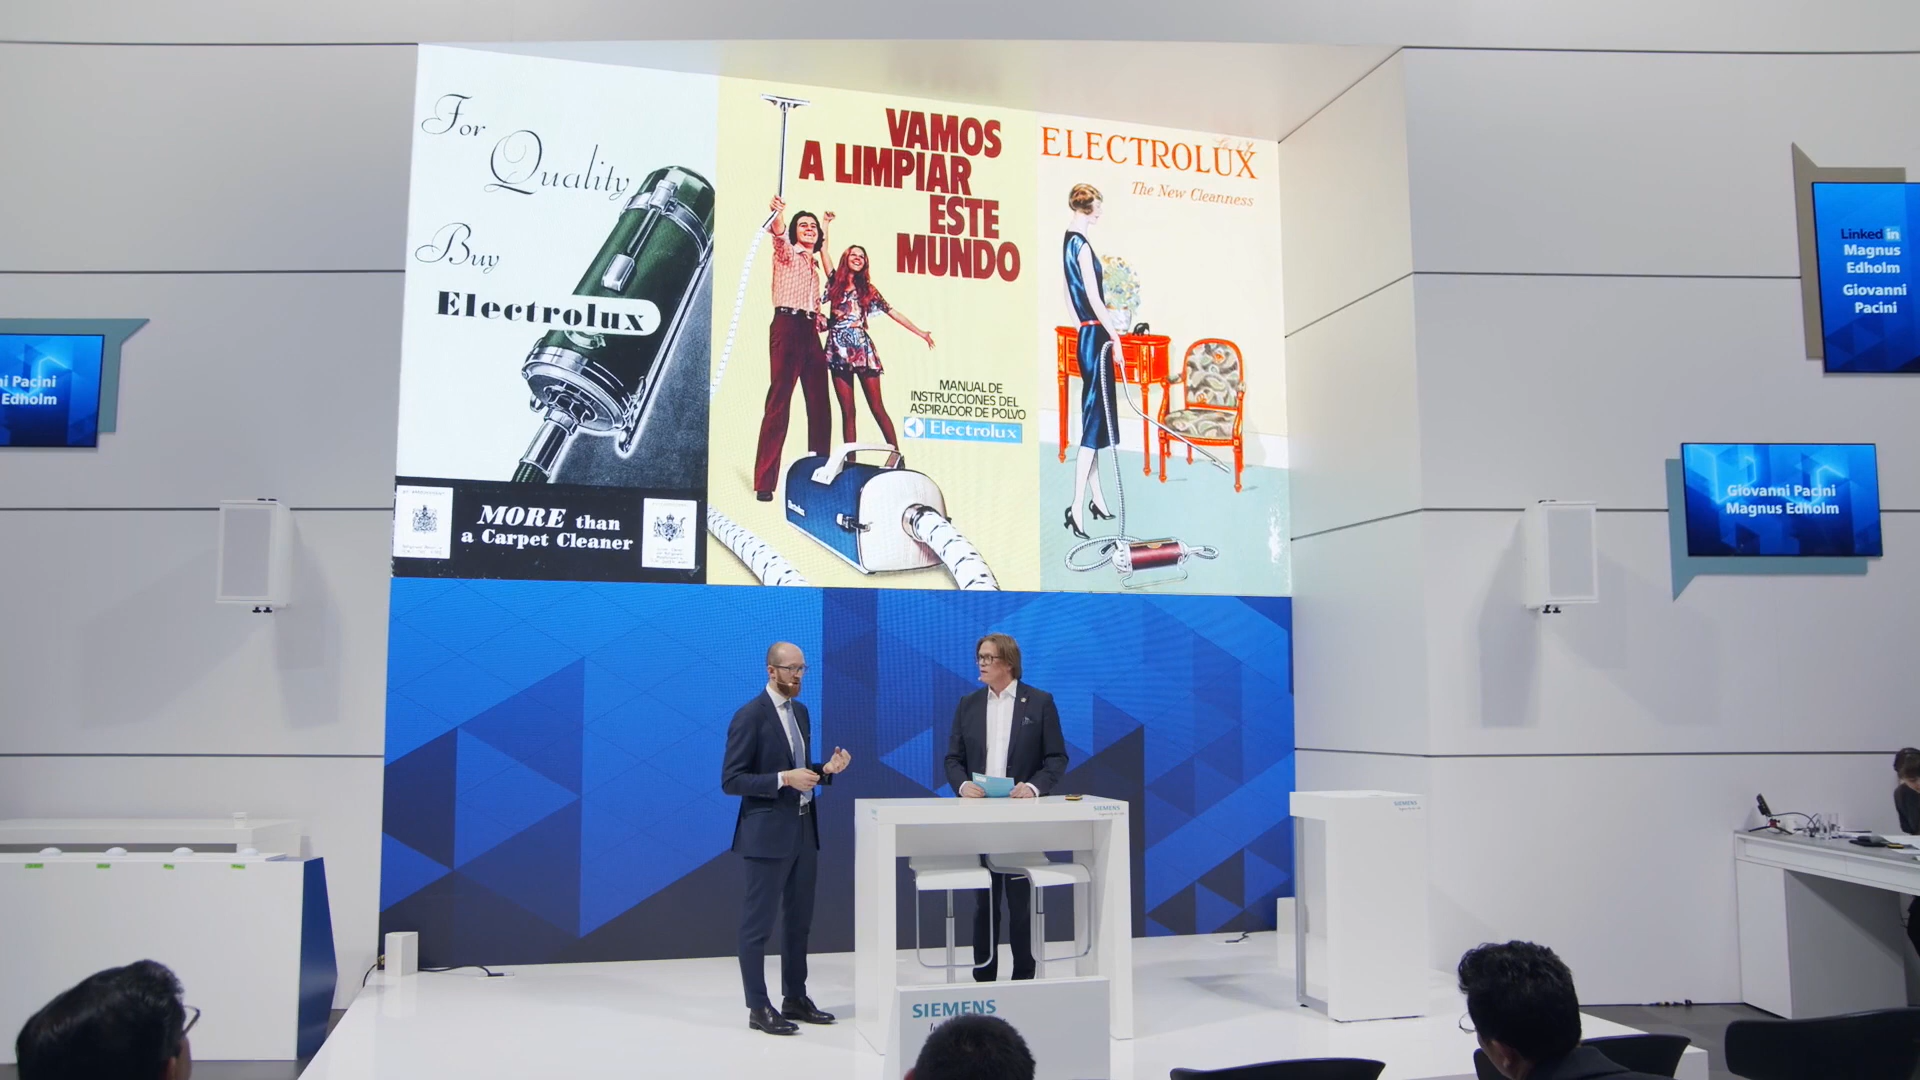 For
Quality
Buy
Electrolux
MORE than
a Carpet Cleaner
VAMOS
A LIMPIAR
ESTE
MUNDO
MANUAL DE
INSTRUCCIONES DEL
ASPIRADOR DE POLVO
Electrolux
ELECTROLUX
The New Cleanness
Linked in
Magnus
Edholm
Giovanni
Pacini
ni Pacini
Edholm
Giovanni Pacini
Magnus Edholm
SIEMENS
SIEMENS
SIEMENS